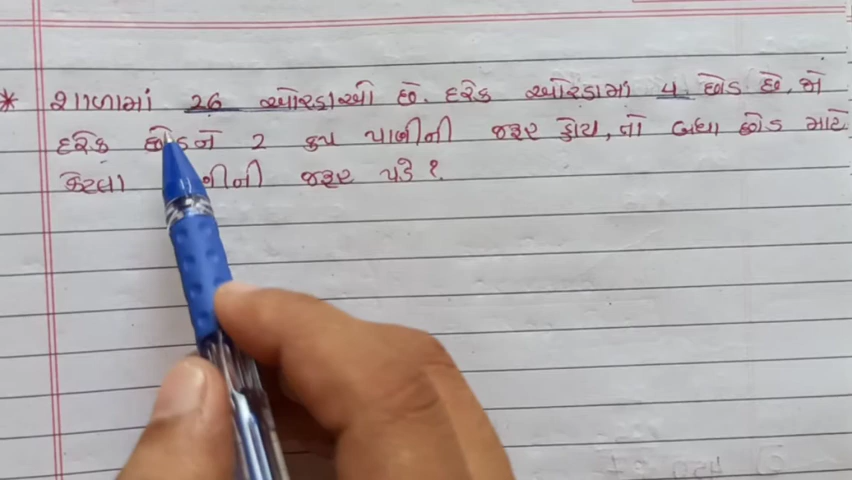 * શાળામાં 26 ઓરડાઓ છે. દરેક ઓરડામાં 4 છોડ છે, જો
દરેક છોડને 2 કપ પાણીની જરૂર હોય, તો બધા છોડ માટે
કેટલા જરૂર પડે?